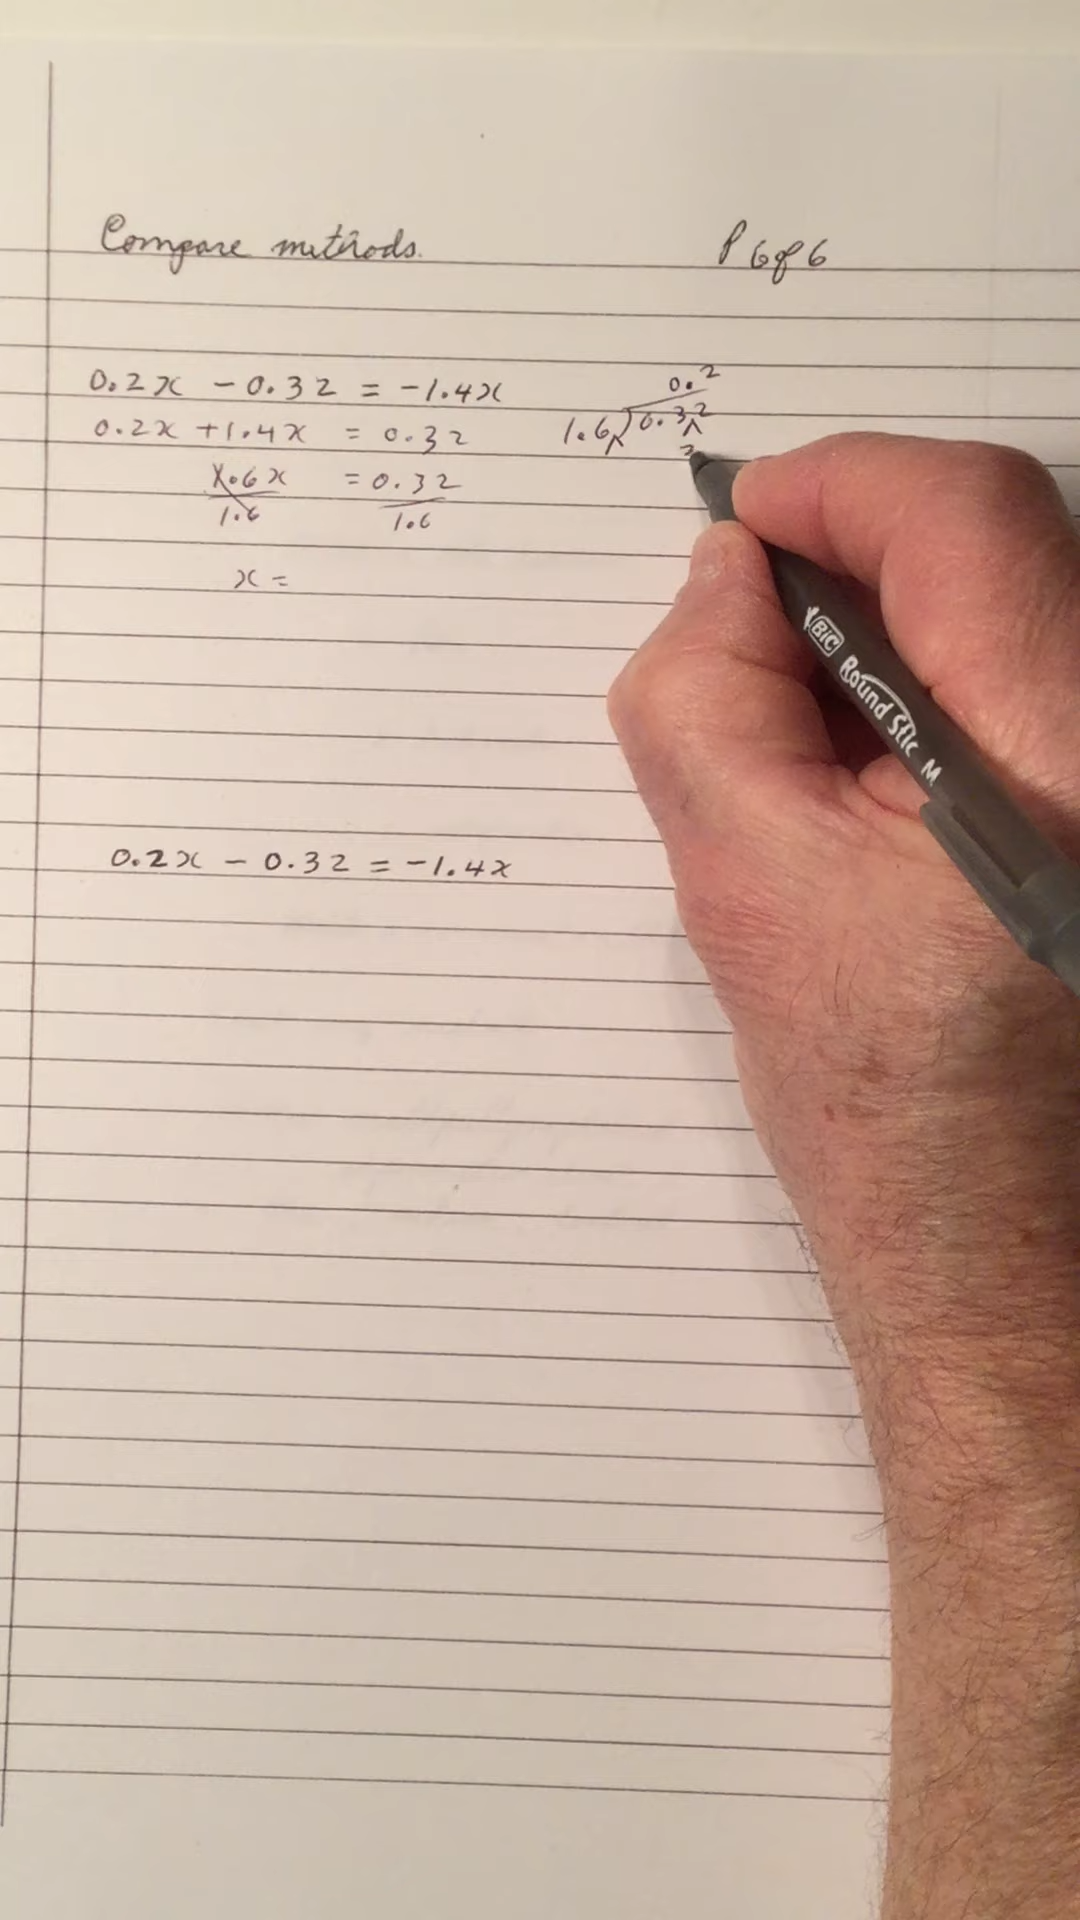 Compare methods. P 6 of 6
0.2x - 0.32 = -1.4x
0.2x + 1.4x = 0.32
1.6x = 0.32
1.6 1.6
x =
0.2
1.6 0.32
3
BIC Round Stic M
0.2x - 0.32 = -1.4x